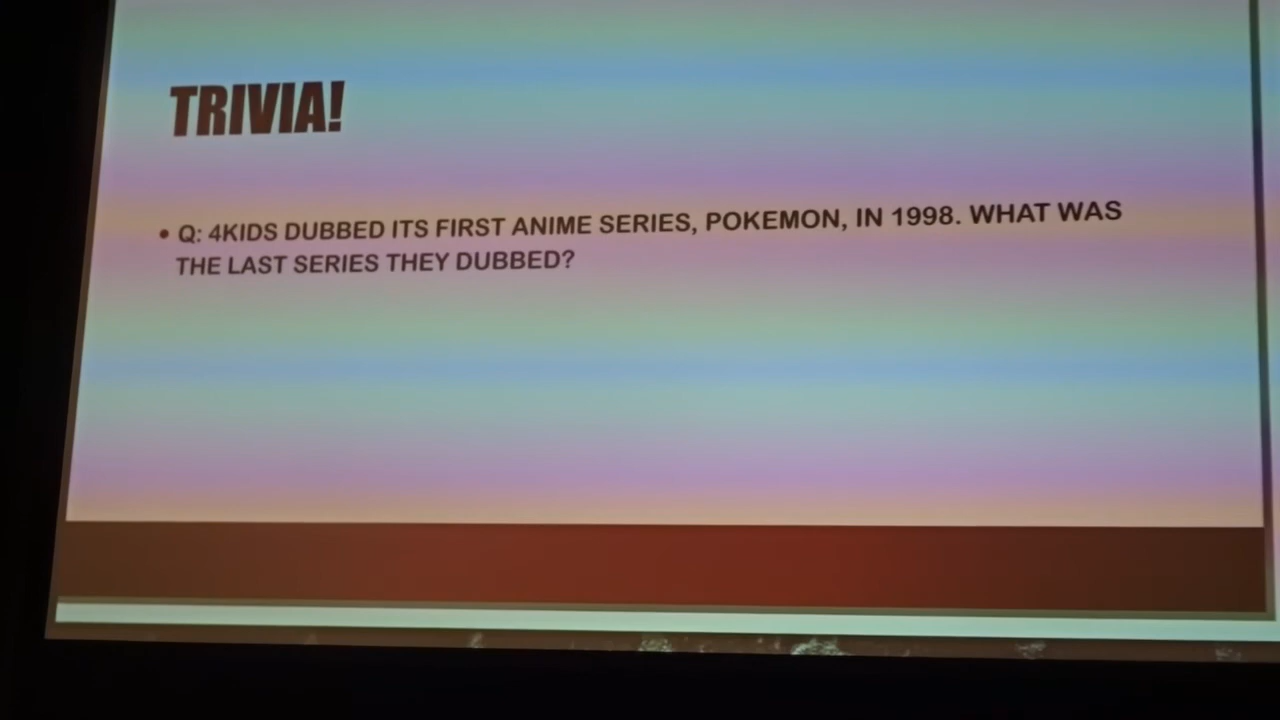 TRIVIA!
• Q: 4KIDS DUBBED ITS FIRST ANIME SERIES, POKEMON, IN 1998. WHAT WAS
THE LAST SERIES THEY DUBBED?